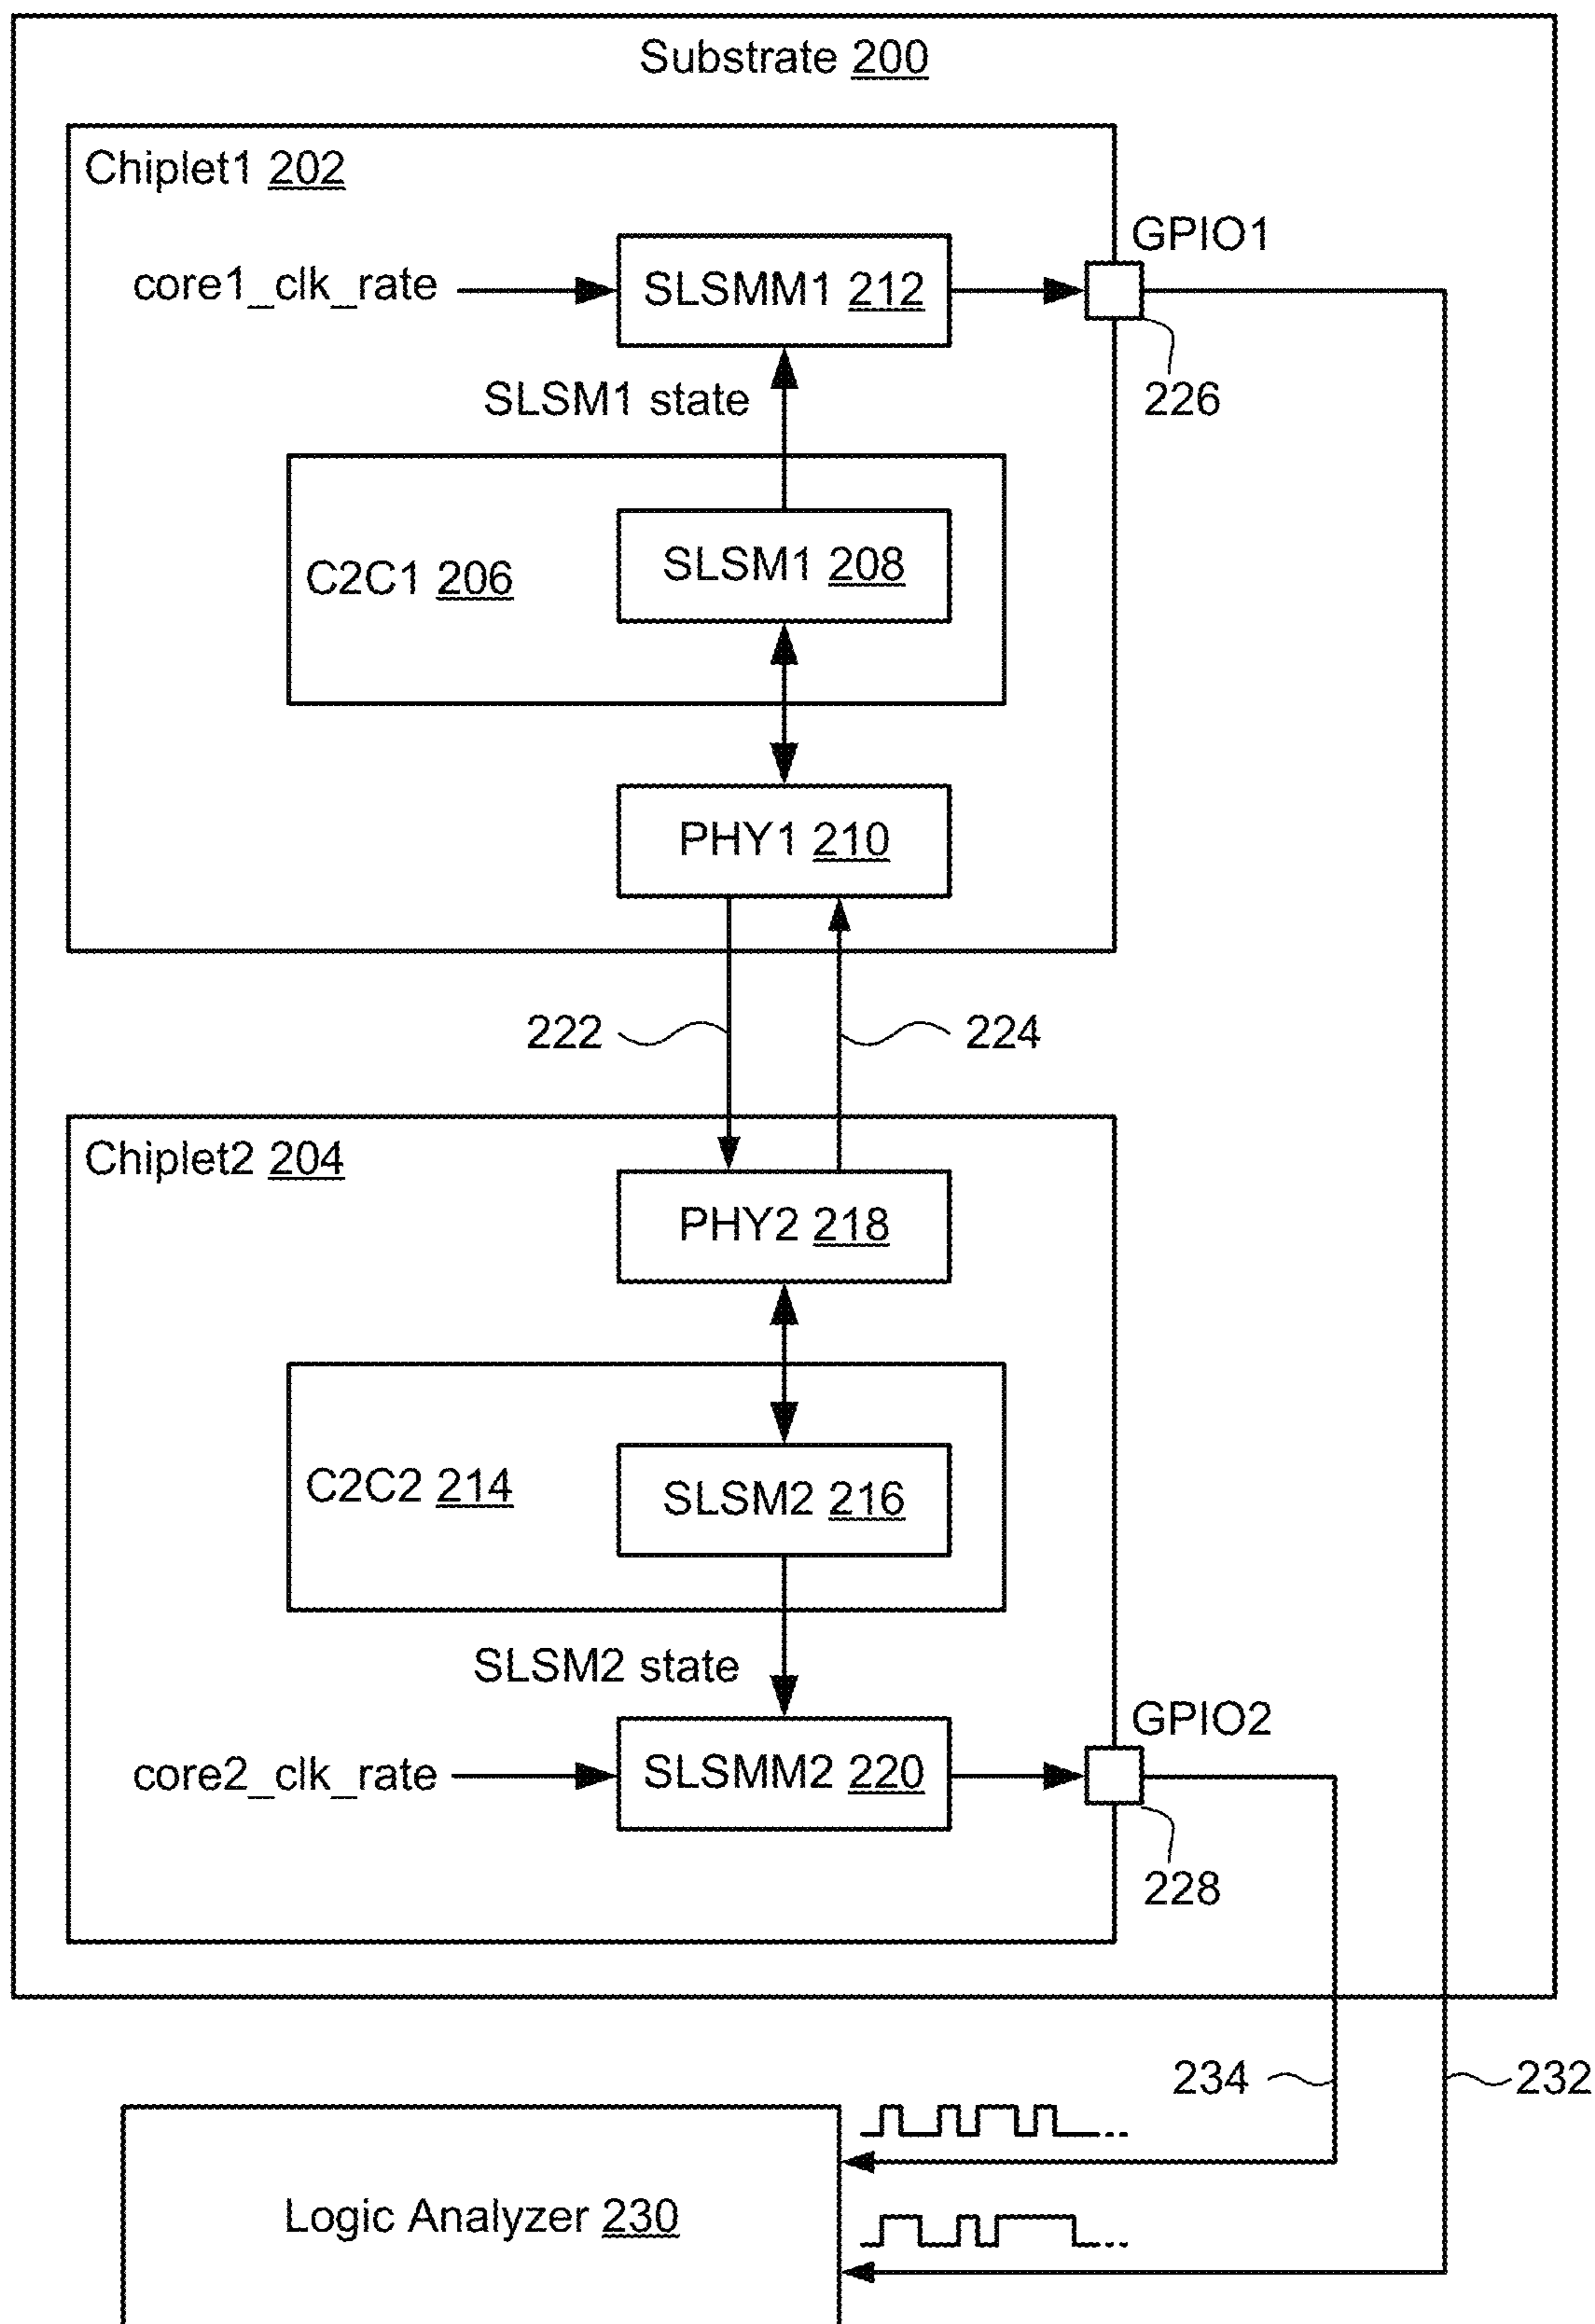 Substrate 200
Chiplet1 202
GPIO1
core1_clk_rate
SLSMM1 212
226
SLSM1 state
C2C1 206
SLSM1 208
PHY1 210
222
224
Chiplet2 204
PHY2 218
C2C2 214
SLSM2 216
SLSM2 state
GPIO2
core2_clk_rate
SLSMM2 220
228
234
232
Logic Analyzer 230